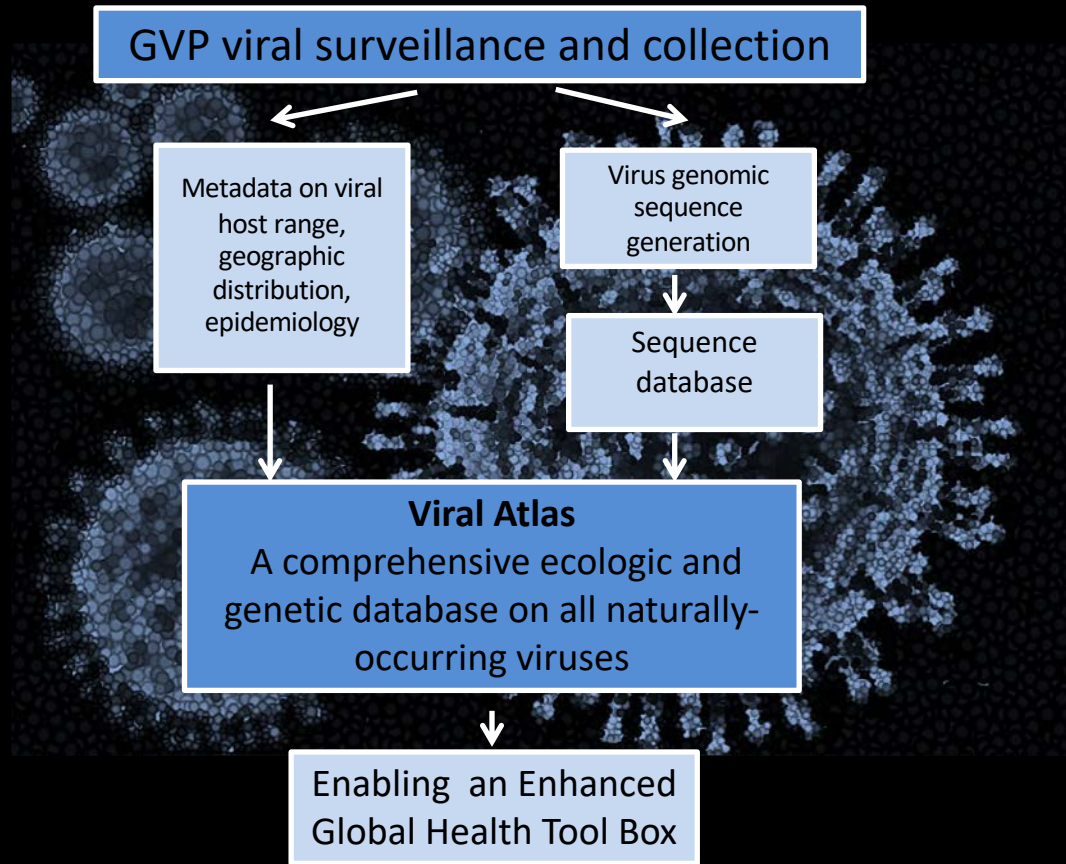 GVP viral surveillance and collection
Metadata on viral
host range,
geographic
distribution,
epidemiology
Virus genomic
sequence
generation
Sequence
database
Viral Atlas
A comprehensive ecologic and
genetic database on all naturally-
occurring viruses
Enabling  an Enhanced
Global Health Tool Box